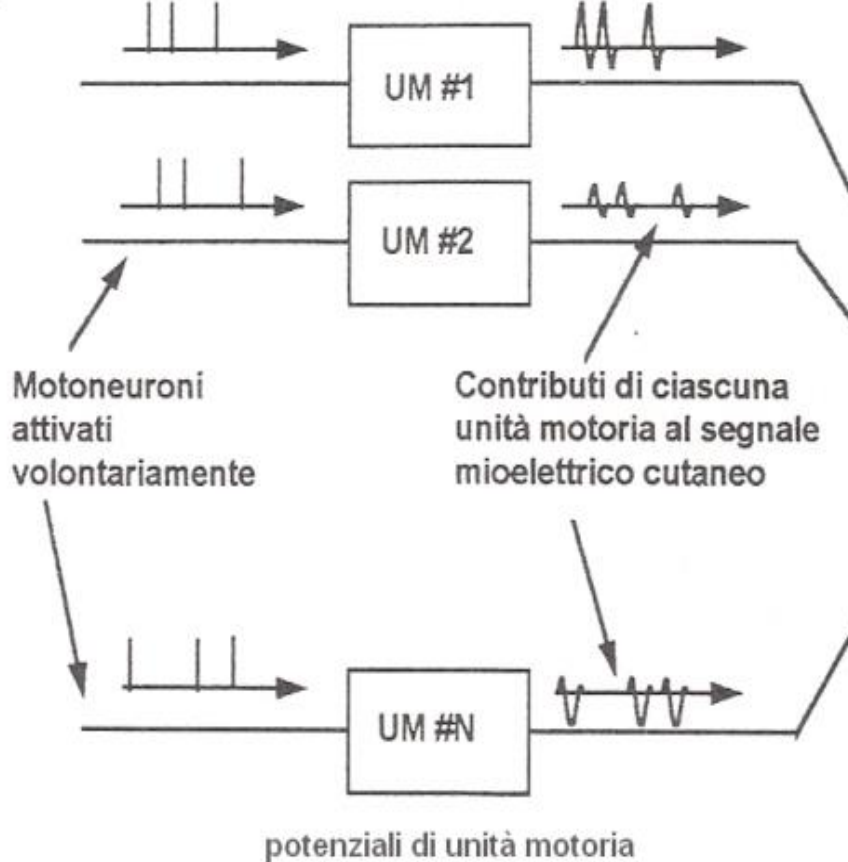 UM #1
UM #2
Motoneuroni
attivati
volontariamente
Contributi di ciascuna
unità motoria al segnale
mioelettrico cutaneo
UM #N
potenziali di unità motoria